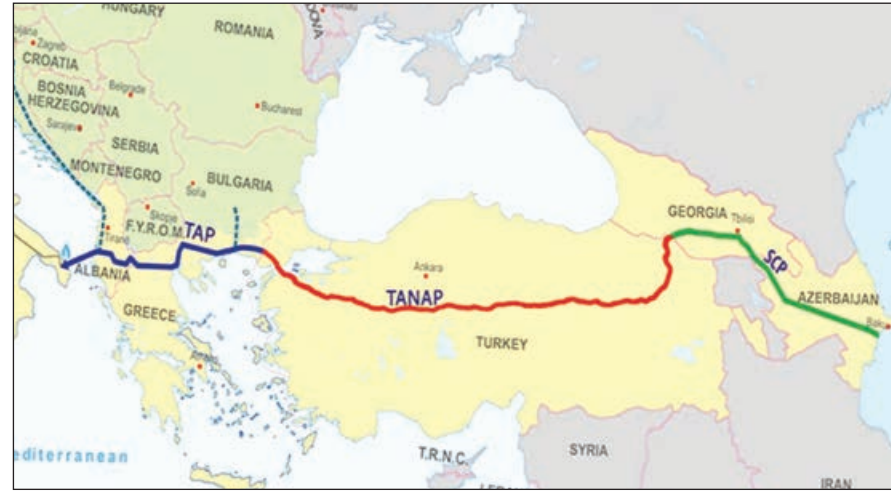 HUNGARY
ROMANIA
Zagreb
CROATIA
BOSNIA
HERZEGOVINA
Belgrade
Sarajevo
Bucharest
SERBIA
MONTENEGRO
BULGARIA
Sofia
Skopje
F.Y.R.O.M.
TAP
Tirané
ALBANIA
GREECE
Ankara
TANAP
TURKEY
GEORGIA
Tbilisi
SCP
AZERBAIJAN
Baku
T.R.N.C.
SYRIA
IRAN
editerranean